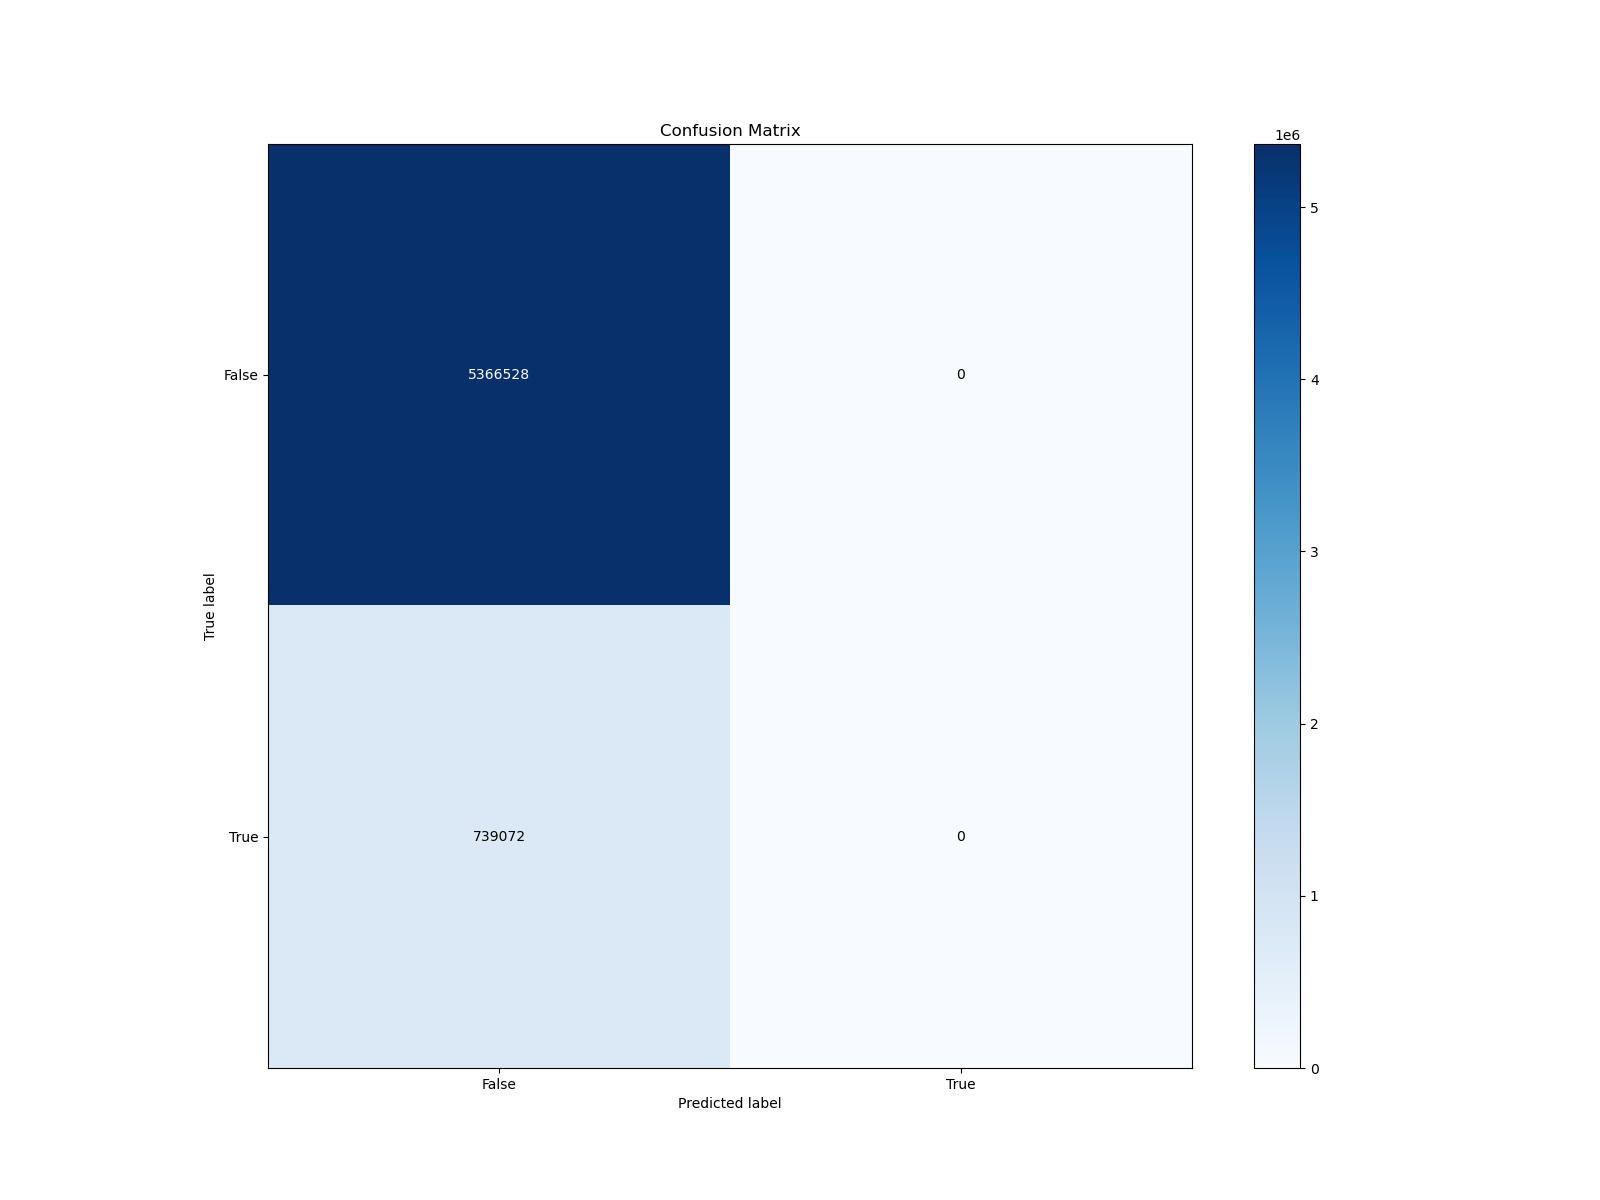 Confusion Matrix
1e6
5
4
3
2
1
0
True label
False
True
5366528
0
739072
0
False
True
Predicted label